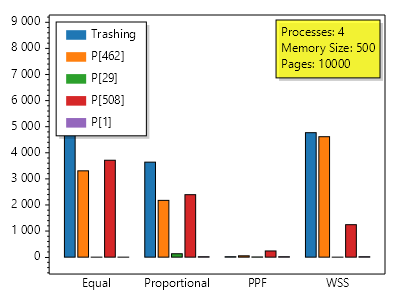 9 000
8 000
7 000
6 000
5 000
4 000
3 000
2 000
1 000
0
Trashing
P[462]
P[29]
P[508]
P[1]
Processes: 4
Memory Size: 500
Pages: 10000
Equal Proportional PPF WSS